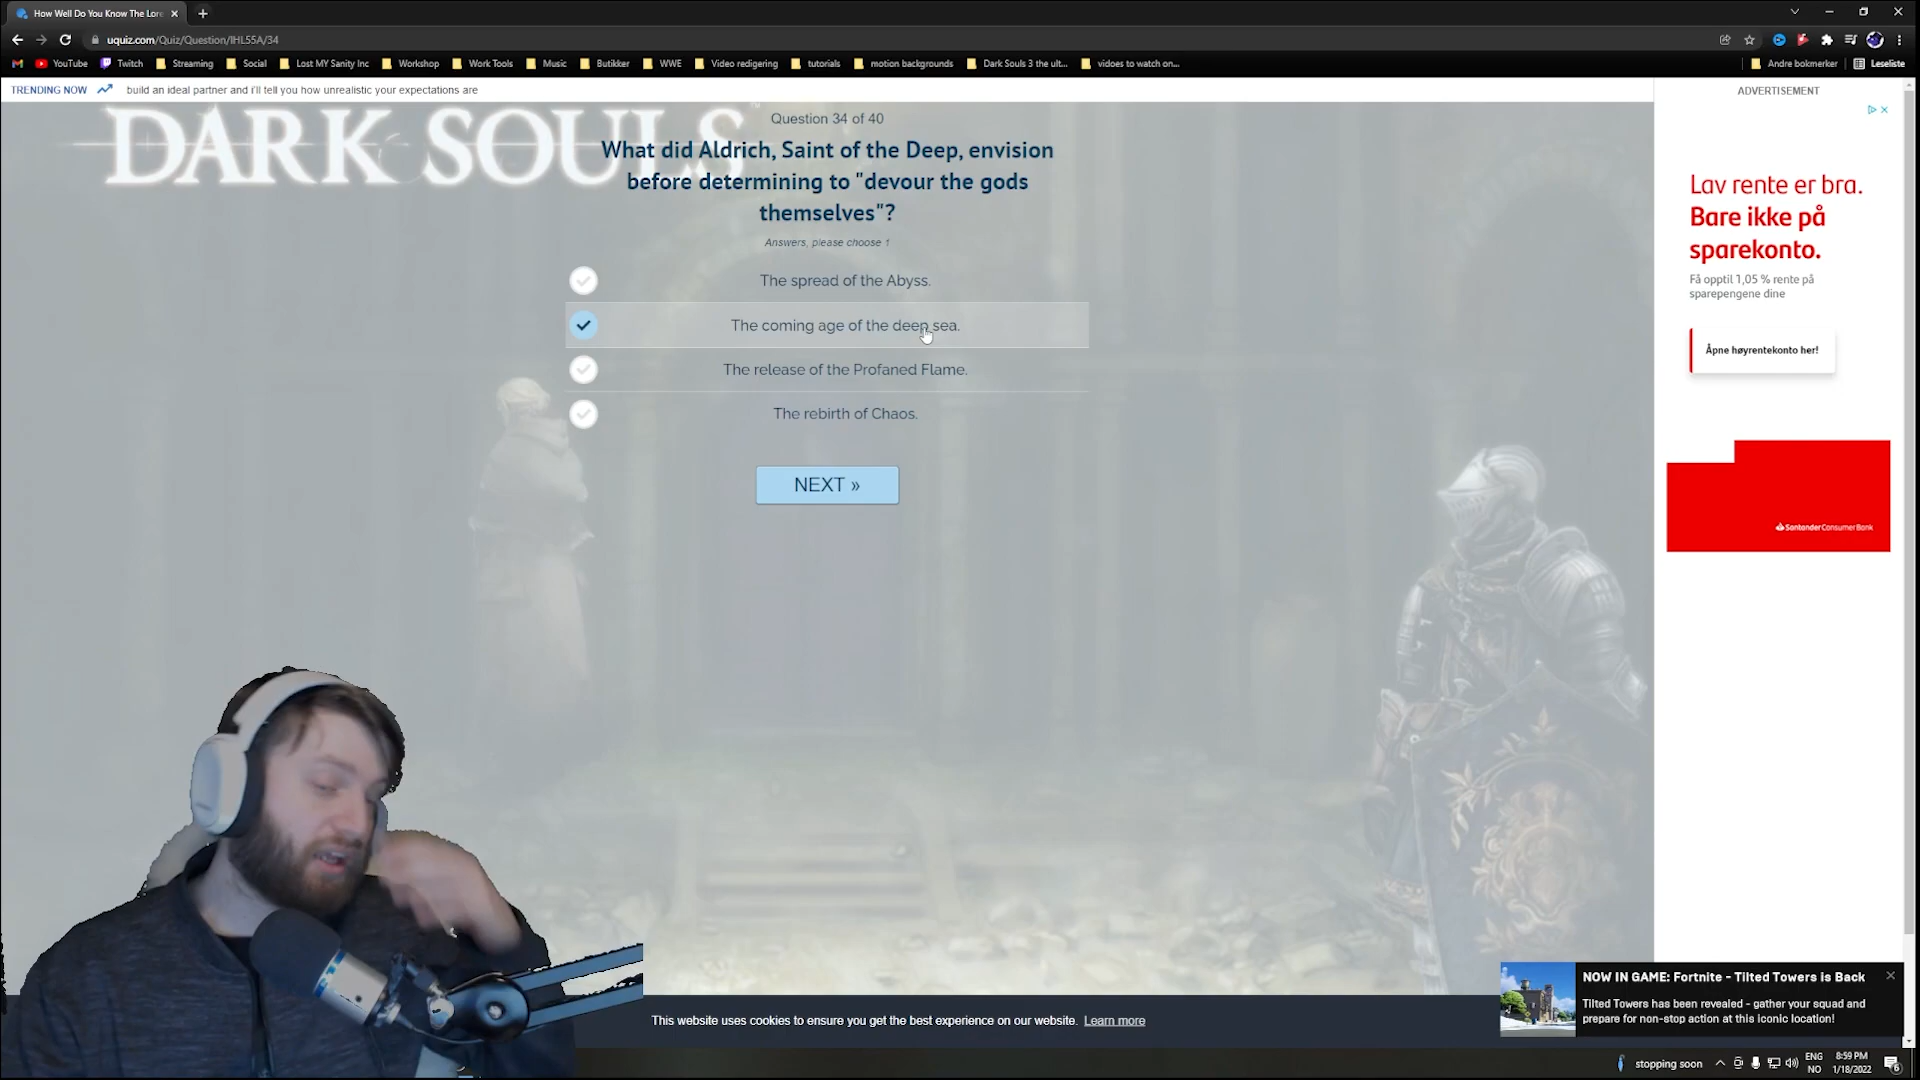 How Well Do You Know The Lore
uquiz.com/Quiz/Question/IHL55A/34
YouTube
Twitch
Streaming
Social
Lost MY Sanity Inc
Workshop
Work Tools
Music
Butikker
WWE
Video redigering
tutorials
motion backgrounds
Dark Souls 3 the ult...
vidoes to watch on...
Andre bokmerker
Leseliste
TRENDING NOW
build an ideal partner and i'll tell you how unrealistic your expectations are
ADVERTISEMENT
DARK SOULS
Question 34 of 40
What did Aldrich, Saint of the Deep, envision
before determining to "devour the gods
themselves"?
Answers, please choose 1
The spread of the Abyss.
The coming age of the deep sea.
The release of the Profaned Flame.
The rebirth of Chaos.
NEXT »
Lav rente er bra.
Bare ikke på
sparekonto.
Få opptil 1,05 % rente på
sparepengene dine
Åpne høyrentekonto her!
Santander Consumer Bank
NOW IN GAME: Fortnite - Tilted Towers is Back
Tilted Towers has been revealed - gather your squad and
prepare for non-stop action at this iconic location!
This website uses cookies to ensure you get the best experience on our website. Learn more
stopping soon
ENG
NO
8:59 PM
1/18/2022
6